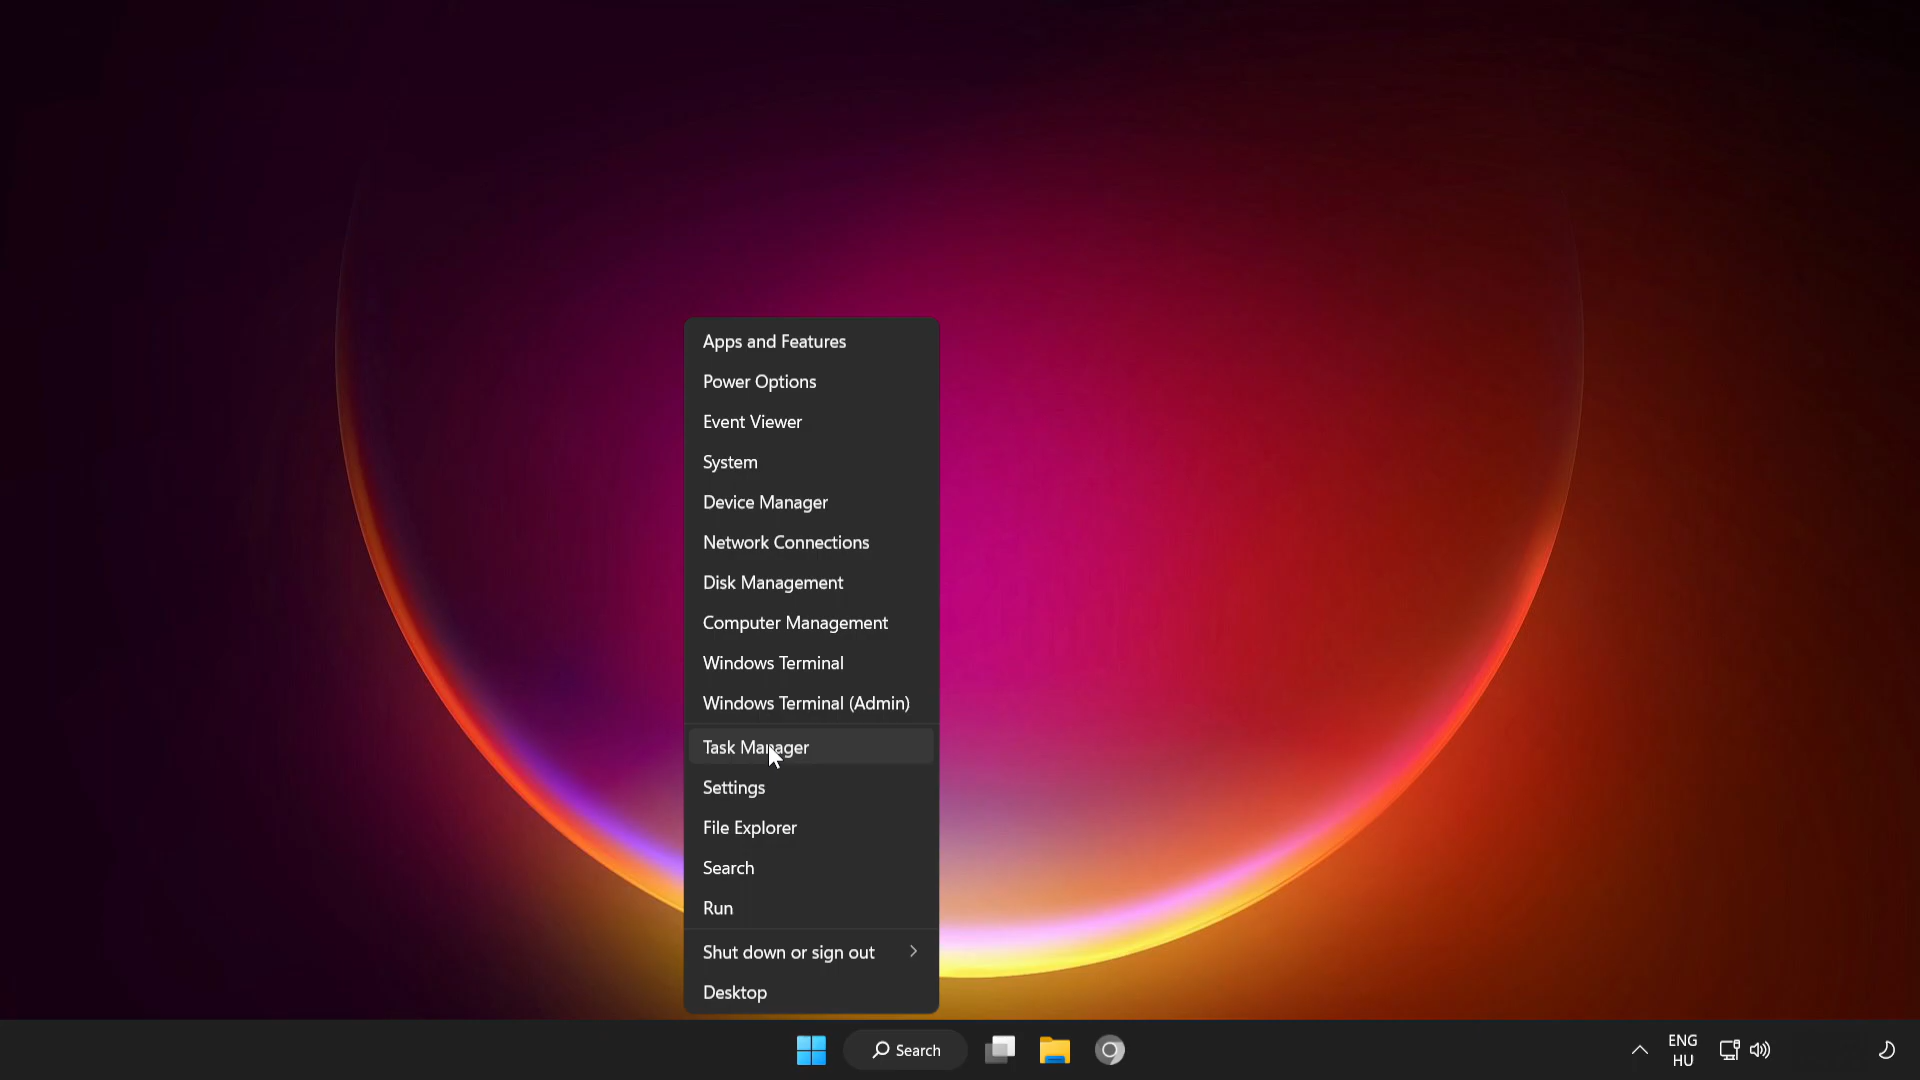 Apps and Features
Power Options
Event Viewer
System
Device Manager
Network Connections
Disk Management
Computer Management
Windows Terminal
Windows Terminal (Admin)
Task Manager
Settings
File Explorer
Search
Run
Shut down or sign out
Desktop
Search
ENG
HU